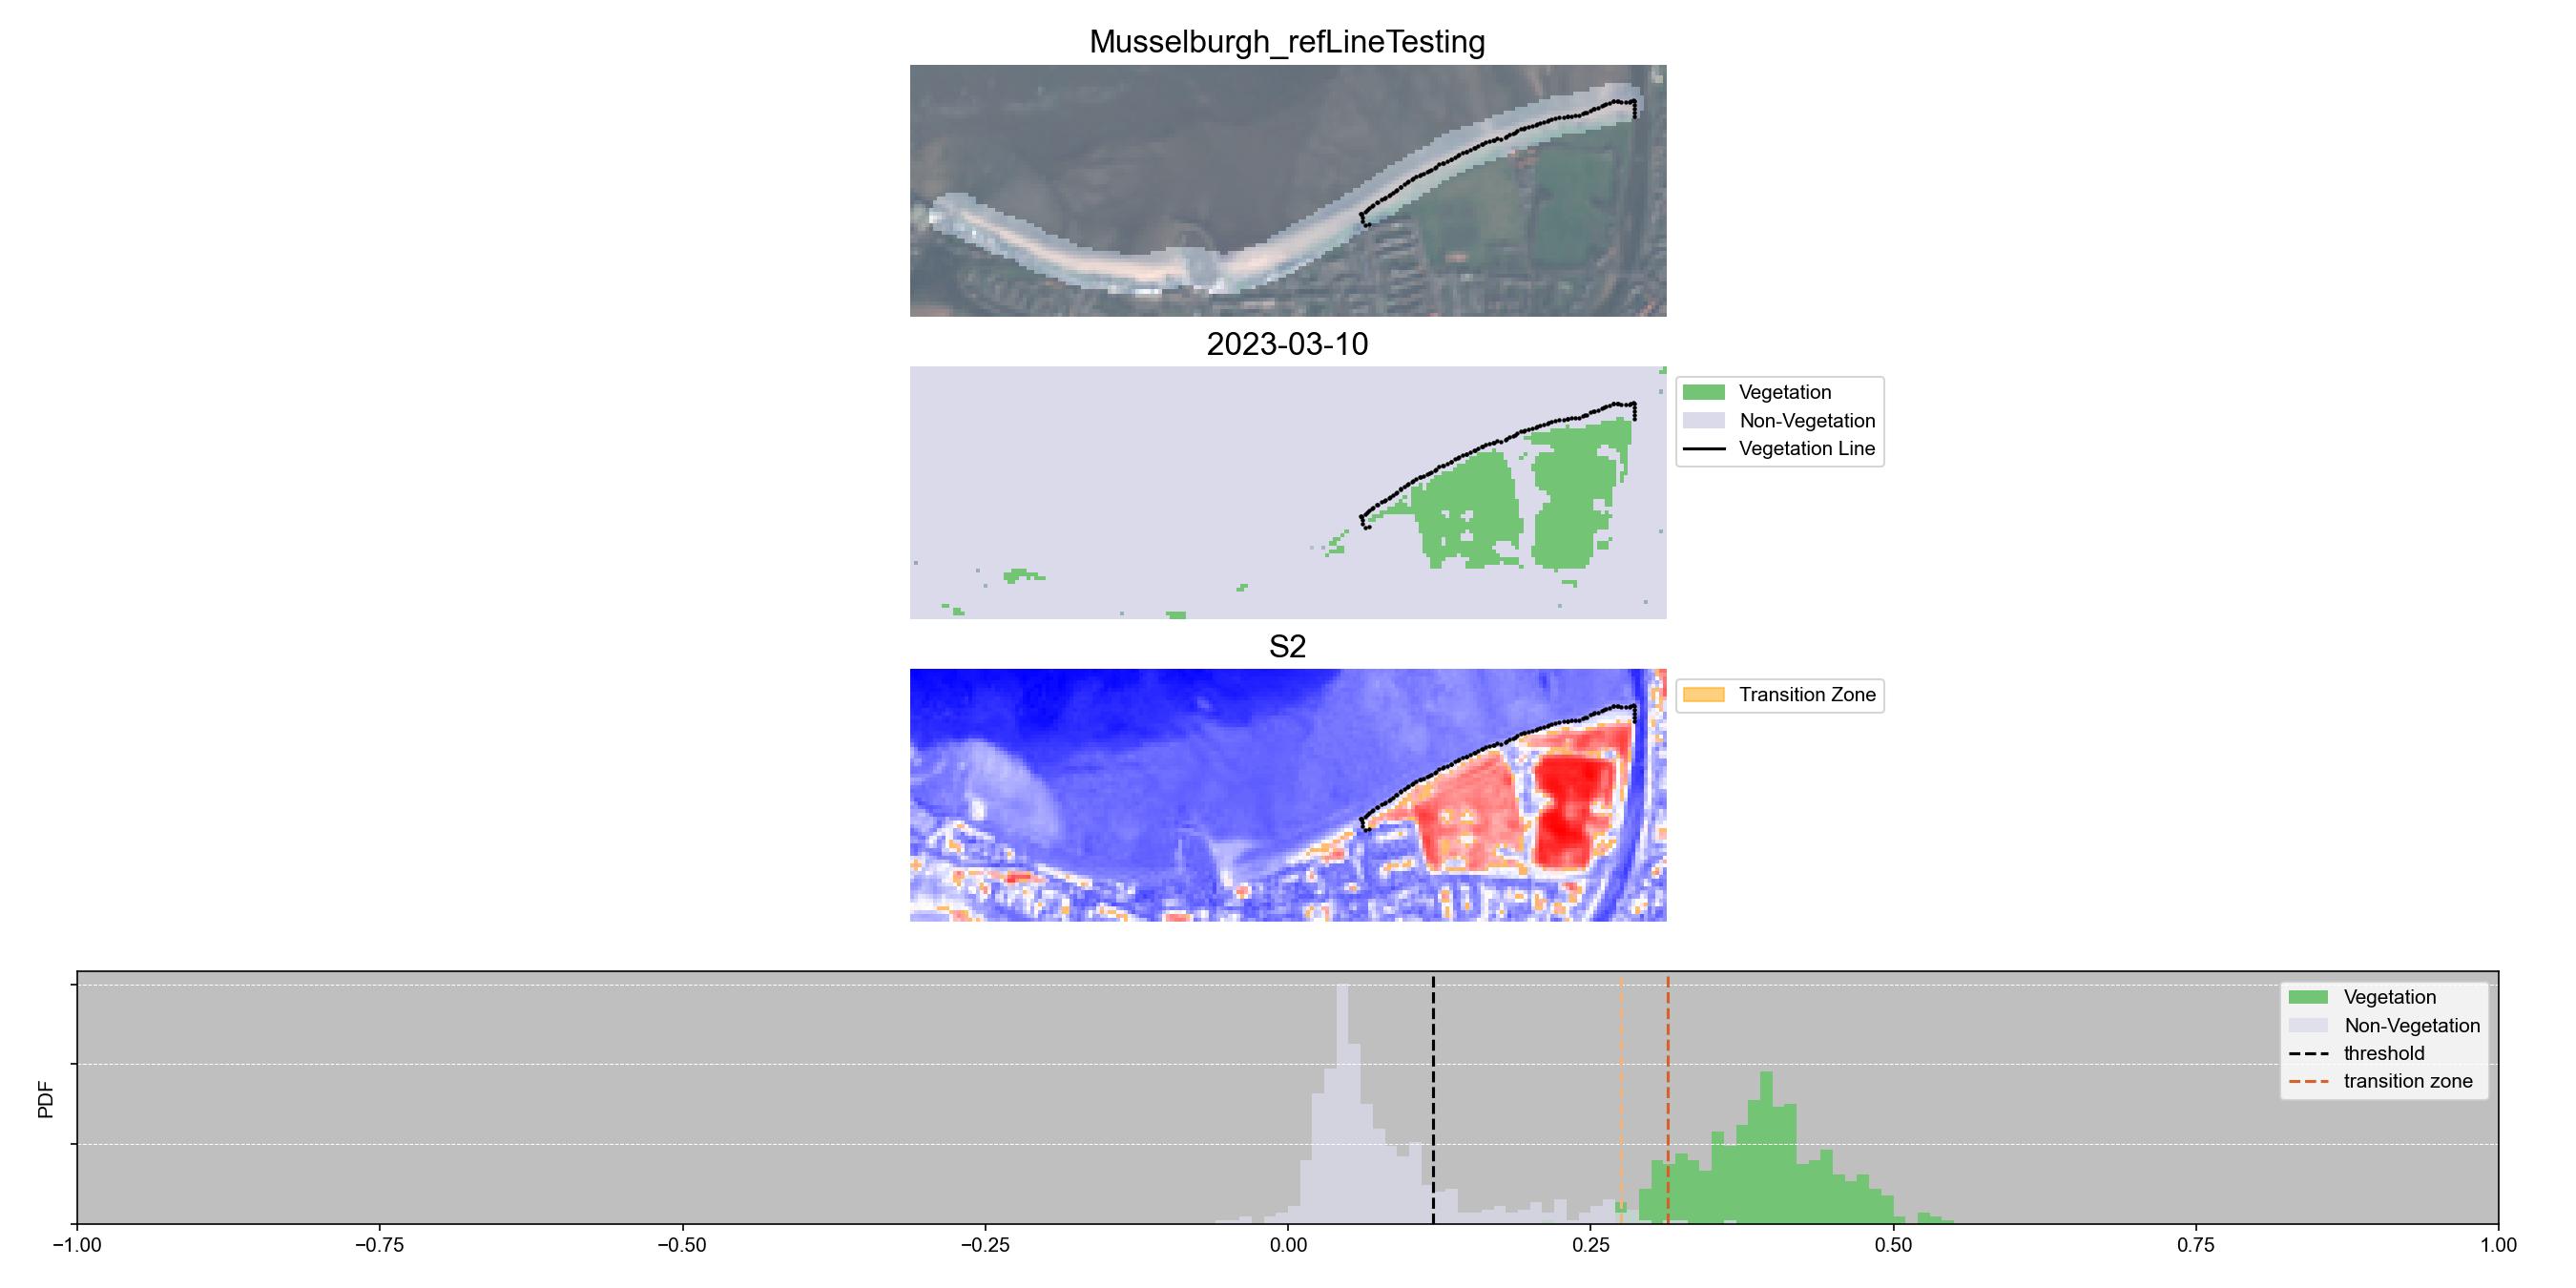 Musselburgh_refLineTesting
2023-03-10
Vegetation
Non-Vegetation
Vegetation Line
S2
Transition Zone
PDF
Vegetation
Non-Vegetation
threshold
transition zone
−1.00 −0.75 −0.50 −0.25 0.00 0.25 0.50 0.75 1.00